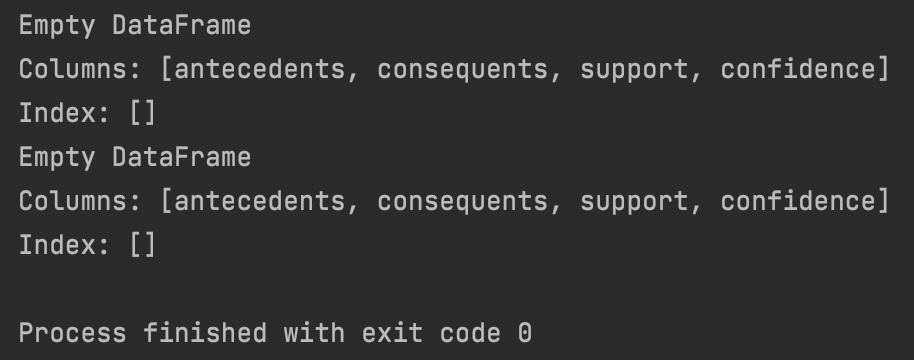 Empty DataFrame
Columns: [antecedents, consequents, support, confidence]
Index: []
Empty DataFrame
Columns: [antecedents, consequents, support, confidence]
Index: []
Process finished with exit code 0